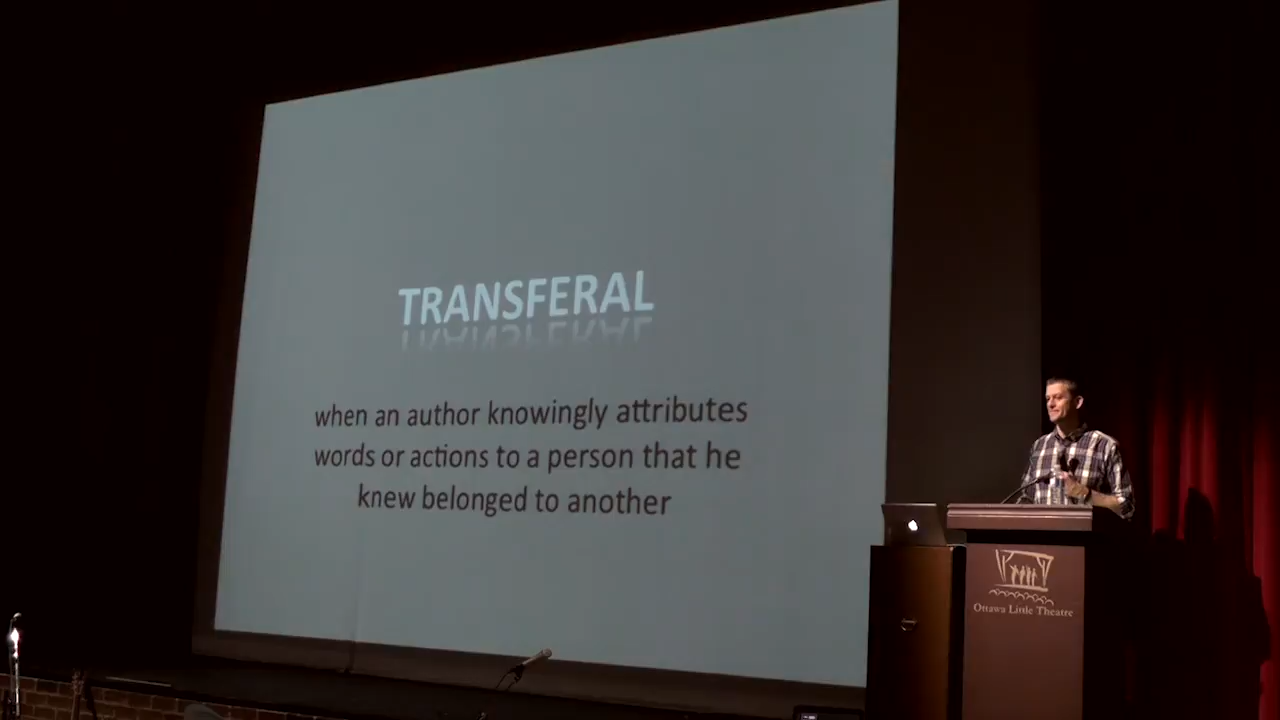 TRANSFERAL
when an author knowingly attributes
words or actions to a person that he
knew belonged to another
Ottawa Little Theatre